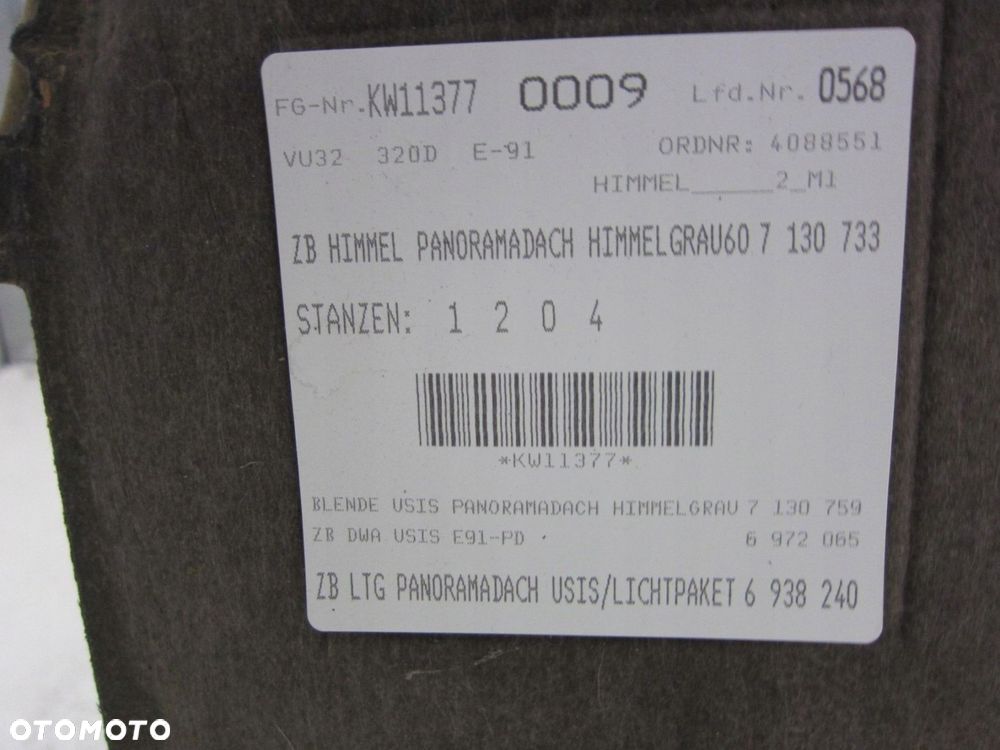 FG-Nr.KW11377 0009 Lfd.Nr. 0568
VU32 320D E-91 ORDNR: 4088551
HIMMEL_____2_M1
ZB HIMMEL PANORAMADACH HIMMELGRAU60 7 130 733
STANZEN: 1 2 0 4
*KW11377*
BLENDE USIS PANORAMADACH HIMMELGRAU 7 130 759
ZB DWA USIS E91-PD 6 972 065
ZB LTG PANORAMADACH USIS/LICHTPAKET 6 938 240
OTOMOTO